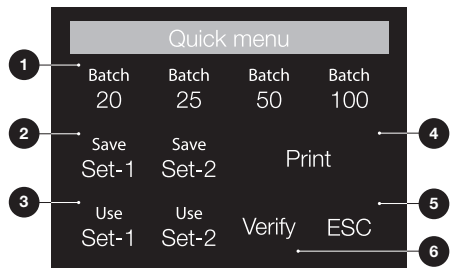 Quick menu
1
Batch Batch Batch Batch
20 25 50 100
2
4
Save Save
Set-1 Set-2 Print
3
5
Use Use
Set-1 Set-2 Verify ESC
6